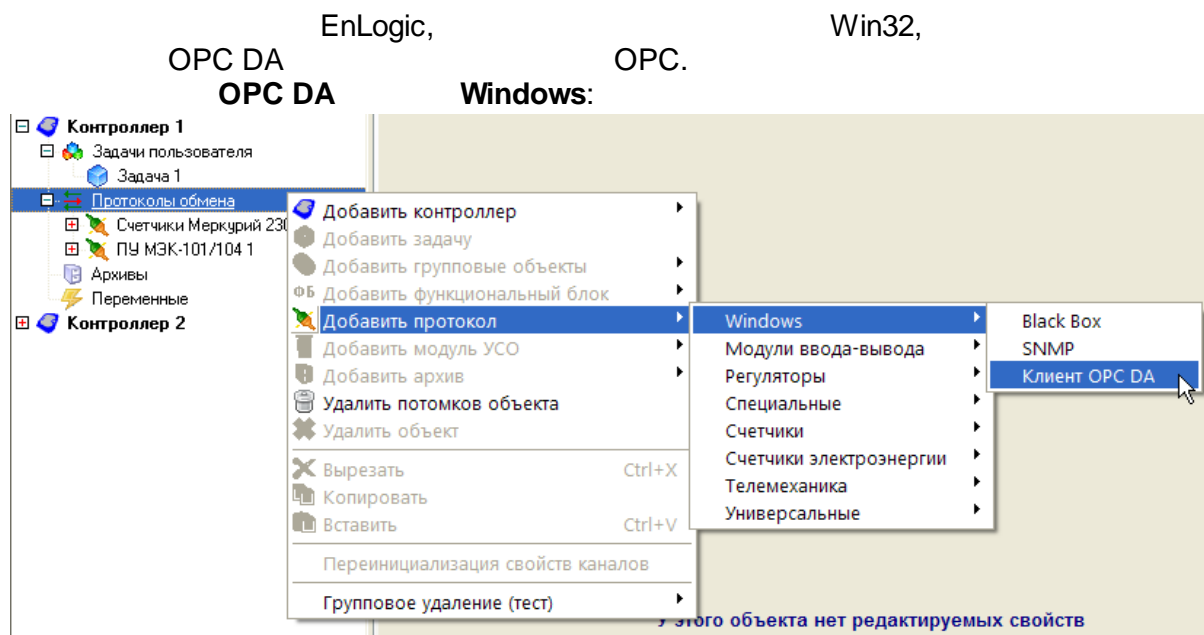 EnLogic, Win32,
OPC DA OPC.
OPC DA Windows:
Контроллер 1
Задачи пользователя
Задача 1
Протоколы обмена
Счетчики Меркурий 230
ПУ МЭК-101/104 1
Архивы
Переменные
Контроллер 2
Добавить контроллер
Добавить задачу
Добавить групповые объекты
ФБ Добавить функциональный блок
Добавить протокол
Добавить модуль УСО
Добавить архив
Удалить потомков объекта
Удалить объект
Вырезать Ctrl+X
Копировать
Вставить Ctrl+V
Переинициализация свойств каналов
Групповое удаление (тест)
Windows
Модули ввода-вывода
Регуляторы
Специальные
Счетчики
Счетчики электроэнергии
Телемеханика
Универсальные
Black Box
SNMP
Клиент OPC DA
У этого объекта нет редактируемых свойств